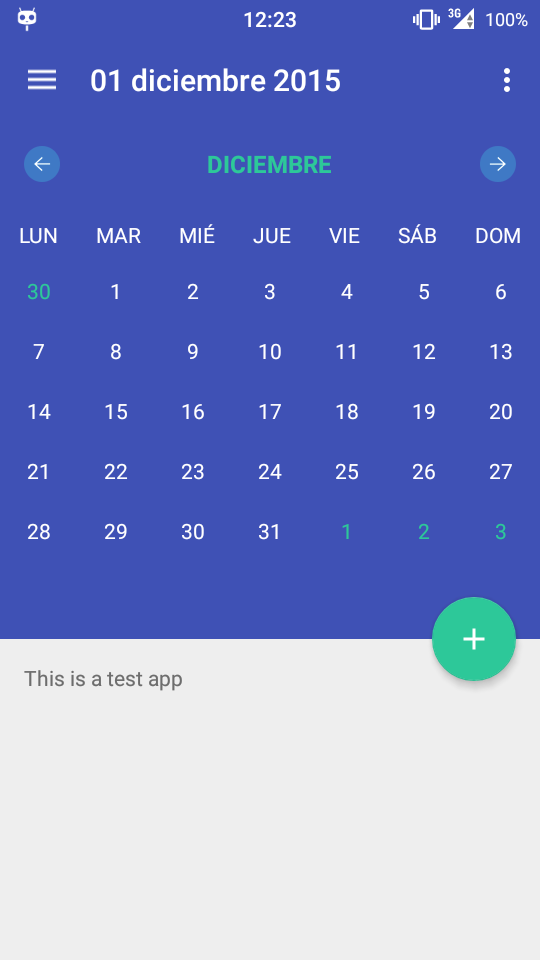 12:23 3G 100%
01 diciembre 2015
DICIEMBRE
LUN MAR MIÉ JUE VIE SÁB DOM
30 1 2 3 4 5 6
7 8 9 10 11 12 13
14 15 16 17 18 19 20
21 22 23 24 25 26 27
28 29 30 31 1 2 3
+
This is a test app